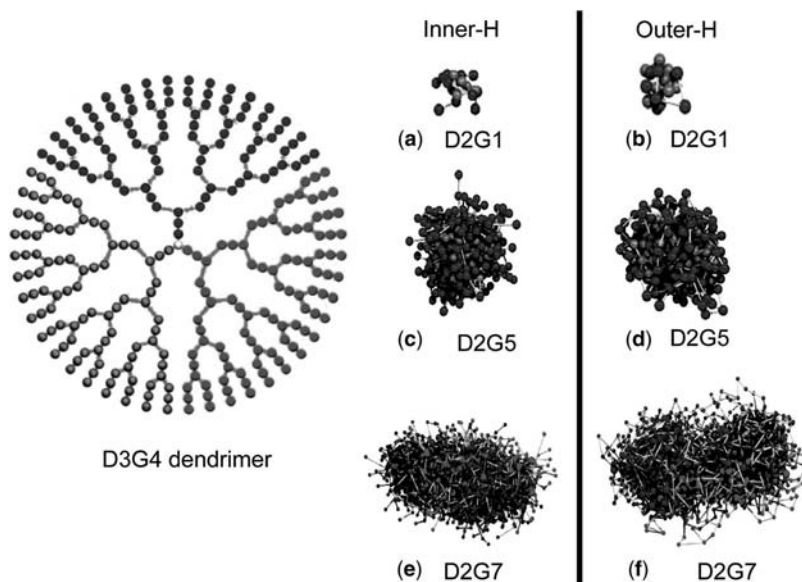 Inner-H
Outer-H
(a) D2G1
(b) D2G1
(c) D2G5
(d) D2G5
D3G4 dendrimer
(e) D2G7
(f) D2G7